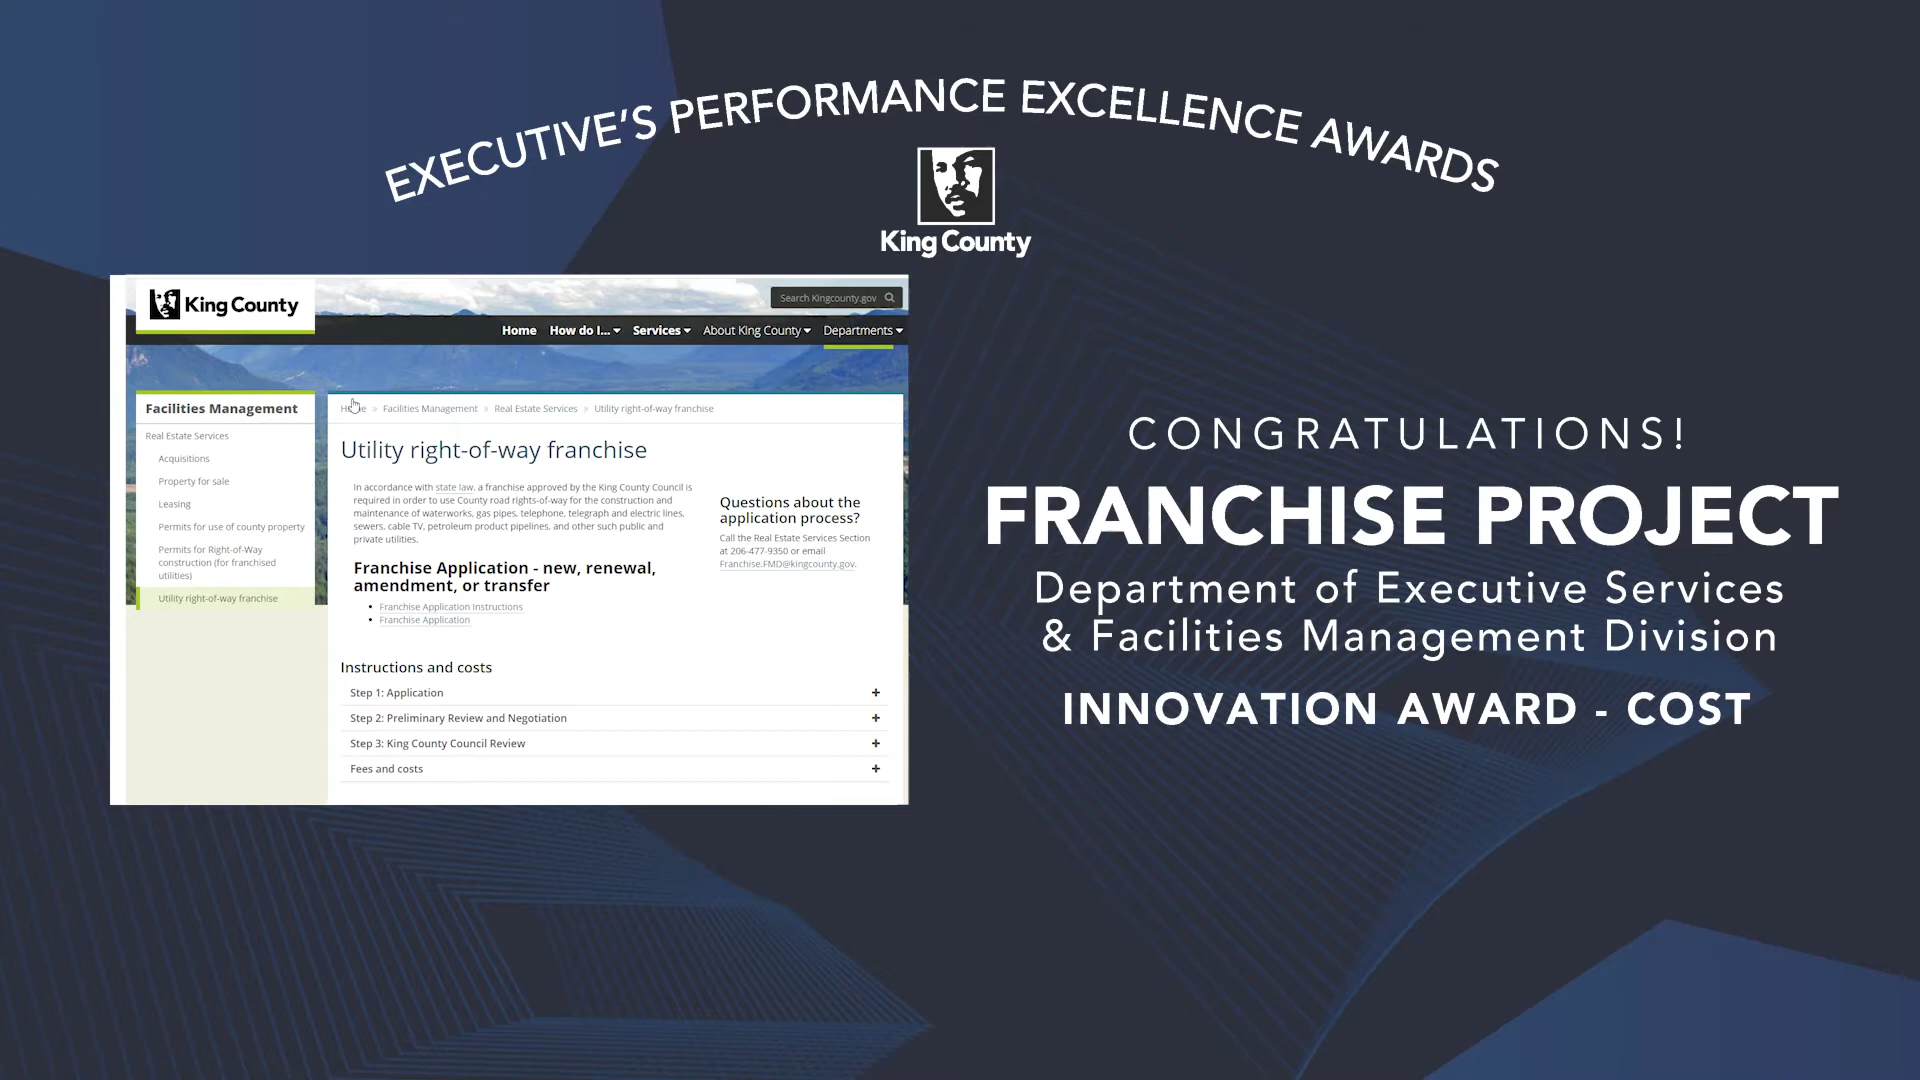 EXECUTIVE'S PERFORMANCE EXCELLENCE AWARDS
King County
King County
Search Kingcounty.gov
Home How do I... Services About King County Departments
Facilities Management
Real Estate Services
Acquisitions
Property for sale
Leasing
Permits for use of county property
Permits for Right-of-Way
construction (for franchised
utilities)
Utility right-of-way franchise
Home » Facilities Management » Real Estate Services » Utility right-of-way franchise
Utility right-of-way franchise
In accordance with state law, a franchise approved by the King County Council is
required in order to use County road rights-of-way for the construction and
maintenance of waterworks, gas pipes, telephone, telegraph and electric lines,
sewers, cable TV, petroleum product pipelines, and other such public and
private utilities.
Franchise Application - new, renewal,
amendment, or transfer
• Franchise Application Instructions
• Franchise Application
Questions about the
application process?
Call the Real Estate Services Section
at 206-477-9350 or email
Franchise.FMD@kingcounty.gov.
Instructions and costs
Step 1: Application +
Step 2: Preliminary Review and Negotiation +
Step 3: King County Council Review +
Fees and costs +
CONGRATULATIONS!
FRANCHISE PROJECT
Department of Executive Services
& Facilities Management Division
INNOVATION AWARD - COST